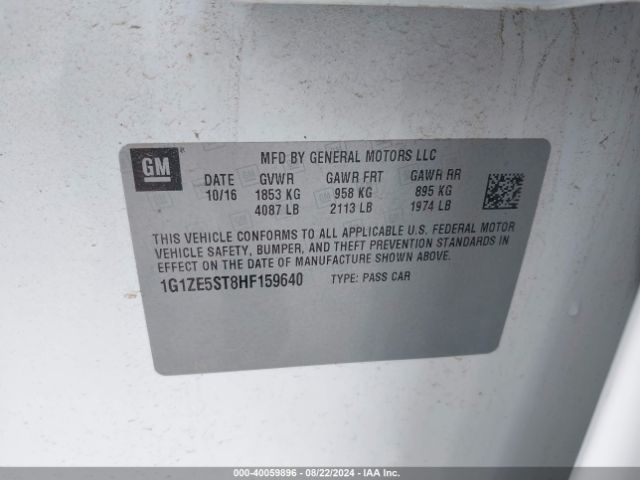 GM
MFD BY GENERAL MOTORS LLC
DATE GVWR GAWR FRT GAWR RR
10/16 1853 KG 958 KG 895 KG
4087 LB 2113 LB 1974 LB
THIS VEHICLE CONFORMS TO ALL APPLICABLE U.S. FEDERAL MOTOR
VEHICLE SAFETY, BUMPER, AND THEFT PREVENTION STANDARDS IN
EFFECT ON THE DATE OF MANUFACTURE SHOWN ABOVE.
1G1ZE5ST8HF159640 TYPE: PASS CAR
000-40059896 - 08/22/2024 - IAA Inc.